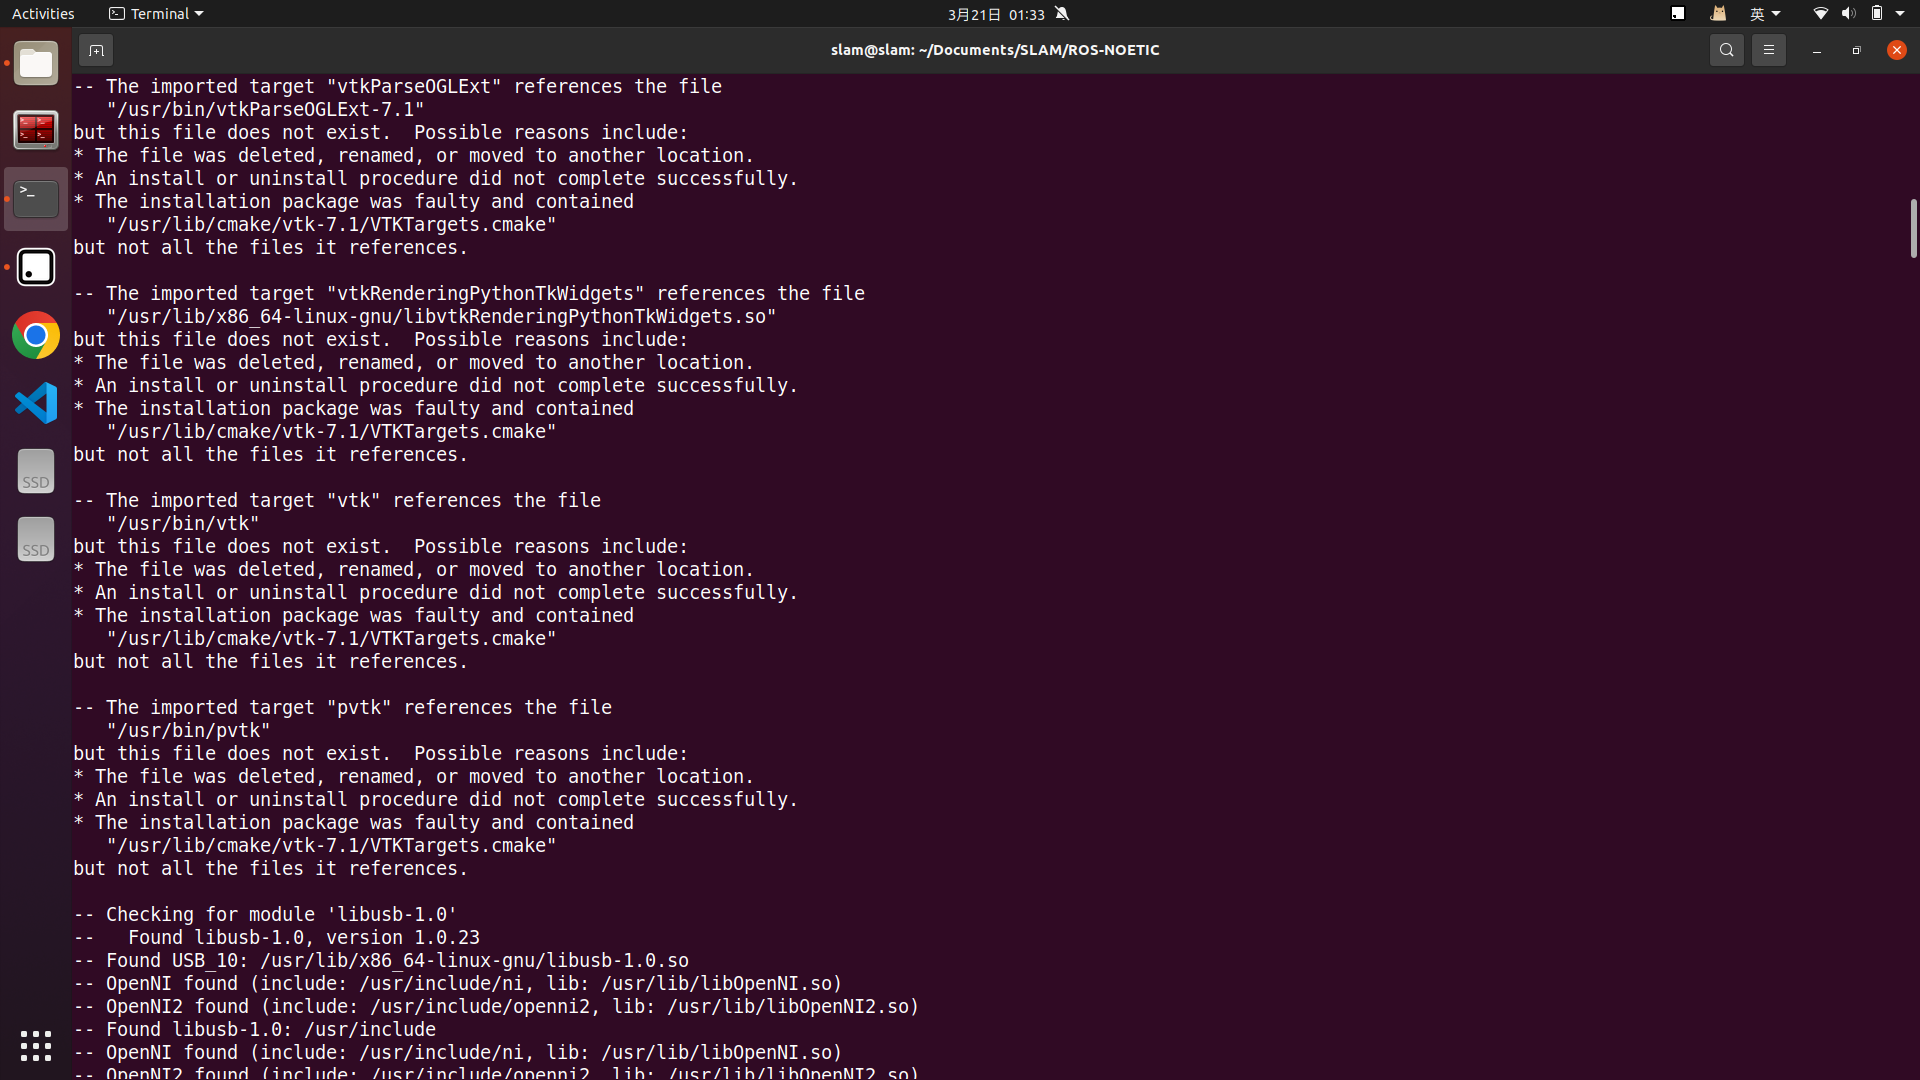 Activities
Terminal
3月21日 01:33
英
slam@slam: ~/Documents/SLAM/ROS-NOETIC
-- The imported target "vtkParseOGLExt" references the file
"/usr/bin/vtkParseOGLExt-7.1"
but this file does not exist.  Possible reasons include:
* The file was deleted, renamed, or moved to another location.
* An install or uninstall procedure did not complete successfully.
* The installation package was faulty and contained
"/usr/lib/cmake/vtk-7.1/VTKTargets.cmake"
but not all the files it references.
-- The imported target "vtkRenderingPythonTkWidgets" references the file
"/usr/lib/x86_64-linux-gnu/libvtkRenderingPythonTkWidgets.so"
but this file does not exist.  Possible reasons include:
* The file was deleted, renamed, or moved to another location.
* An install or uninstall procedure did not complete successfully.
* The installation package was faulty and contained
"/usr/lib/cmake/vtk-7.1/VTKTargets.cmake"
but not all the files it references.
-- The imported target "vtk" references the file
"/usr/bin/vtk"
but this file does not exist.  Possible reasons include:
* The file was deleted, renamed, or moved to another location.
* An install or uninstall procedure did not complete successfully.
* The installation package was faulty and contained
"/usr/lib/cmake/vtk-7.1/VTKTargets.cmake"
but not all the files it references.
-- The imported target "pvtk" references the file
"/usr/bin/pvtk"
but this file does not exist.  Possible reasons include:
* The file was deleted, renamed, or moved to another location.
* An install or uninstall procedure did not complete successfully.
* The installation package was faulty and contained
"/usr/lib/cmake/vtk-7.1/VTKTargets.cmake"
but not all the files it references.
-- Checking for module 'libusb-1.0'
--   Found libusb-1.0, version 1.0.23
-- Found USB_10: /usr/lib/x86_64-linux-gnu/libusb-1.0.so
-- OpenNI found (include: /usr/include/ni, lib: /usr/lib/libOpenNI.so)
-- OpenNI2 found (include: /usr/include/openni2, lib: /usr/lib/libOpenNI2.so)
-- Found libusb-1.0: /usr/include
-- OpenNI found (include: /usr/include/ni, lib: /usr/lib/libOpenNI.so)
-- OpenNI2 found (include: /usr/include/openni2, lib: /usr/lib/libOpenNI2.so)
SSD
SSD